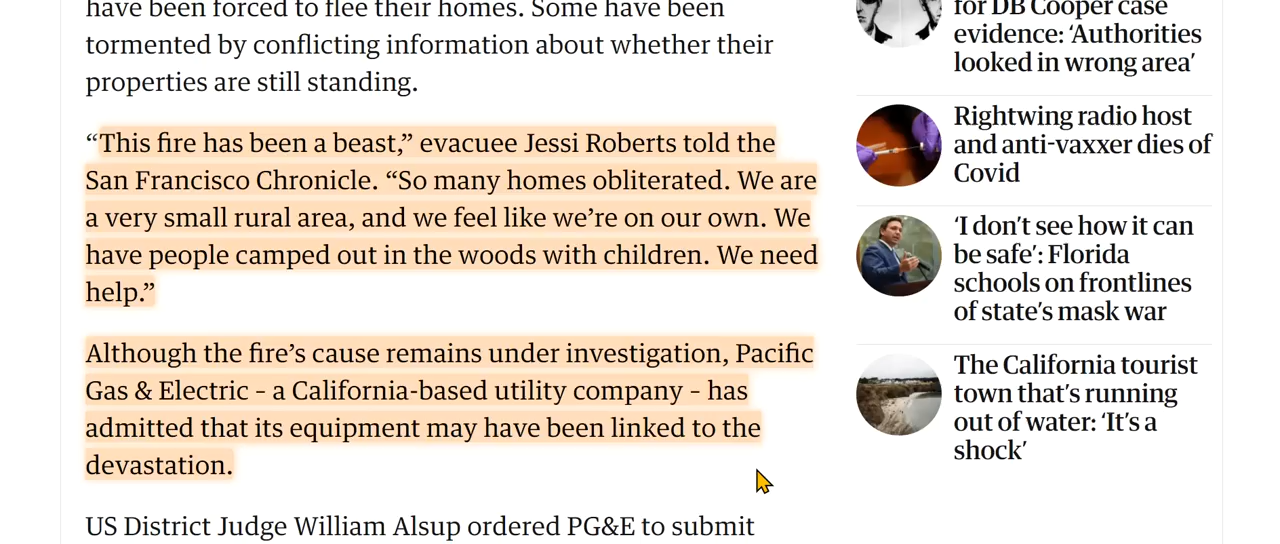 have been forced to flee their homes. Some have been
tormented by conflicting information about whether their
properties are still standing.
“This fire has been a beast,” evacuee Jessi Roberts told the
San Francisco Chronicle. “So many homes obliterated. We are
a very small rural area, and we feel like we’re on our own. We
have people camped out in the woods with children. We need
help.”
Although the fire’s cause remains under investigation, Pacific
Gas & Electric – a California-based utility company – has
admitted that its equipment may have been linked to the
devastation.
US District Judge William Alsup ordered PG&E to submit
for DB Cooper case
evidence: ‘Authorities
looked in wrong area’
Rightwing radio host
and anti-vaxxer dies of
Covid
‘I don’t see how it can
be safe’: Florida
schools on frontlines
of state’s mask war
The California tourist
town that’s running
out of water: ‘It’s a
shock’